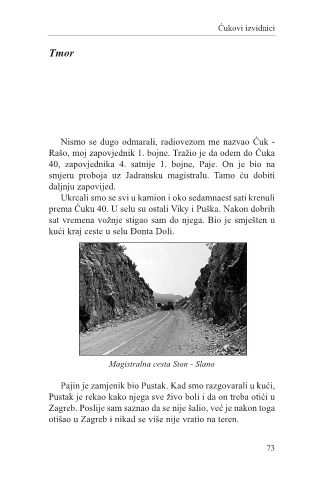 Ćukovi izvidnici
Tmor
Nismo se dugo odmarali, radiovezom me nazvao Ćuk -
Rašo, moj zapovjednik 1. bojne. Tražio je da odem do Ćuka
40, zapovjednika 4. satnije 1. bojne, Paje. On je bio na
smjeru proboja uz Jadransku magistralu. Tamo ću dobiti
daljnju zapovijed.
Ukrcali smo se svi u kamion i oko sedamnaest sati krenuli
prema Ćuku 40. U selu su ostali Viky i Puška. Nakon dobrih
sat vremena vožnje stigao sam do njega. Bio je smješten u
kući kraj ceste u selu Đonta Doli.
Magistralna cesta Ston - Slano
Pajin je zamjenik bio Pustak. Kad smo razgovarali u kući,
Pustak je rekao kako njega sve živo boli i da on treba otići u
Zagreb. Poslije sam saznao da se nije šalio, već je nakon toga
otišao u Zagreb i nikad se više nije vratio na teren.
73